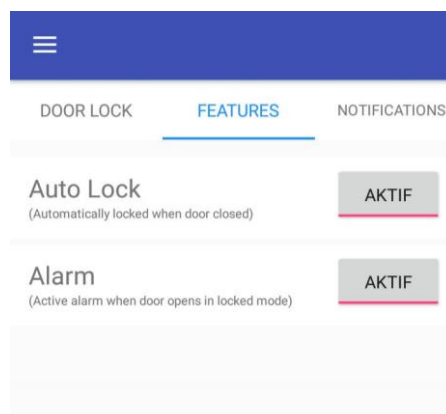 DOOR LOCK FEATURES NOTIFICATIONS
Auto Lock
(Automatically locked when door closed)
AKTIF
Alarm
(Active alarm when door opens in locked mode)
AKTIF